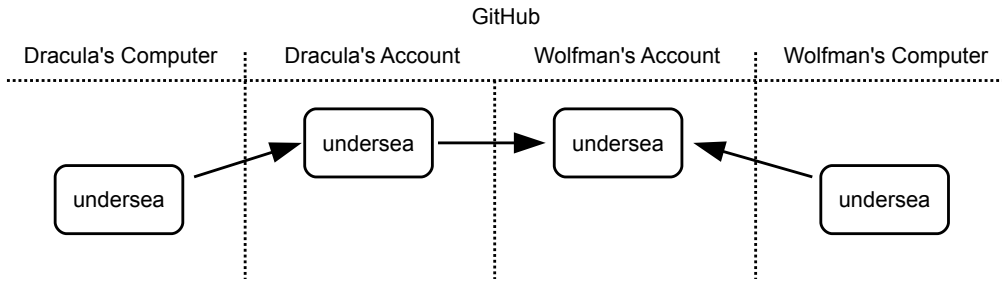 GitHub
Dracula's Computer
Dracula's Account
Wolfman's Account
Wolfman's Computer
undersea
undersea
undersea
undersea